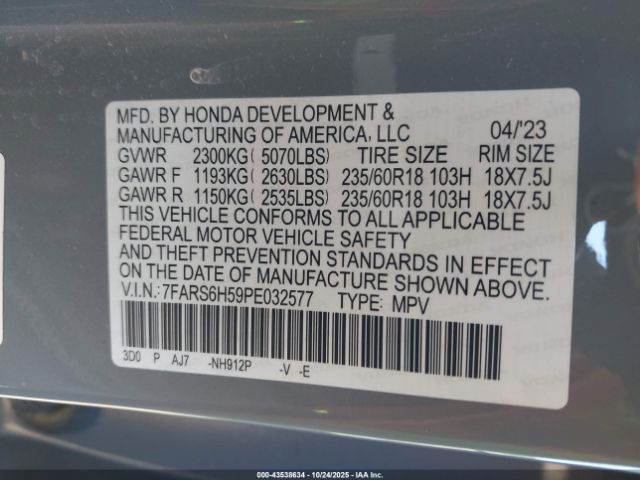 MFD. BY HONDA DEVELOPMENT &
MANUFACTURING OF AMERICA, LLC 04/'23
GVWR 2300KG ( 5070LBS) TIRE SIZE RIM SIZE
GAWR F 1193KG ( 2630LBS) 235/60R18 103H 18X7.5J
GAWR R 1150KG ( 2535LBS) 235/60R18 103H 18X7.5J
THIS VEHICLE CONFORMS TO ALL APPLICABLE
FEDERAL MOTOR VEHICLE SAFETY
AND THEFT PREVENTION STANDARDS IN EFFECT
ON THE DATE OF MANUFACTURE SHOWN ABOVE.
V.I.N.: 7FARS6H59PE032577 TYPE: MPV
3D0 P AJ7 -NH912P -V -E
000-43538634 - 10/24/2025 - IAAI.com